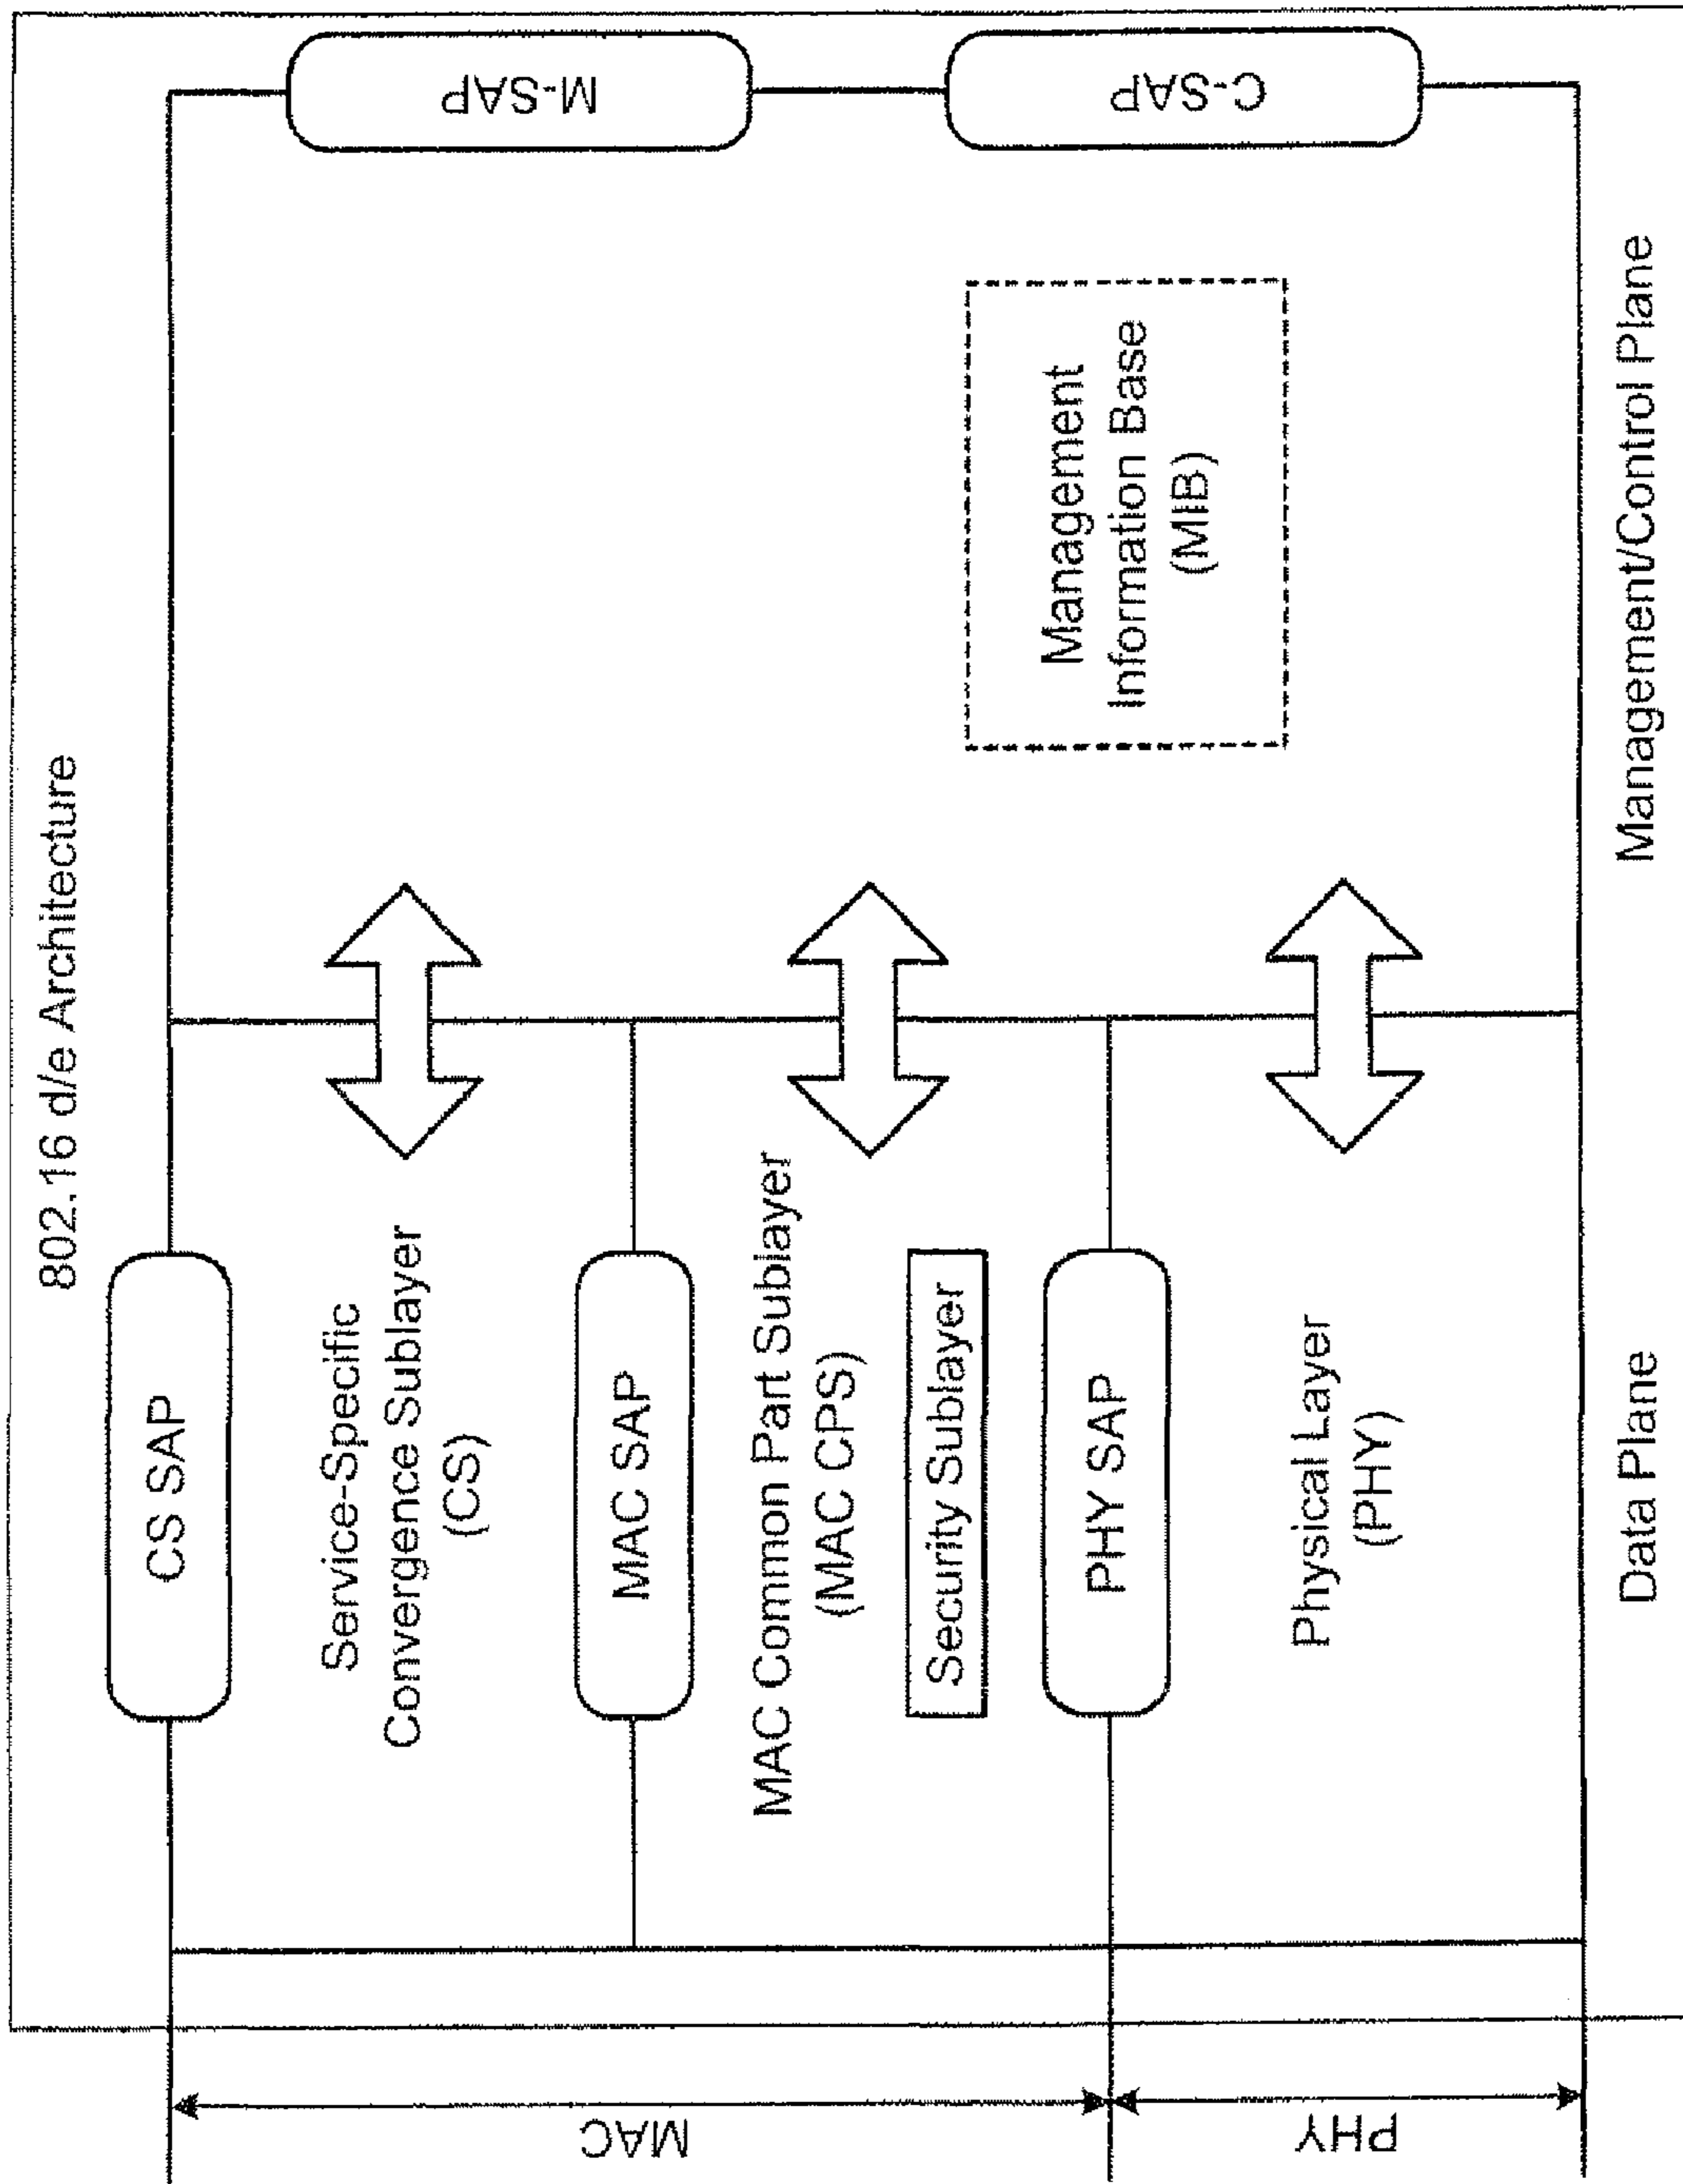 802.16 d/e Architecture
CS SAP
Service-Specific
Convergence Sublayer
(CS)
MAC SAP
MAC Common Part Sublayer
(MAC CPS)
Security Sublayer
PHY SAP
Physical Layer
(PHY)
Data Plane
Management
Information Base
(MIB)
Management/Control Plane
M-SAP
C-SAP
MAC
PHY